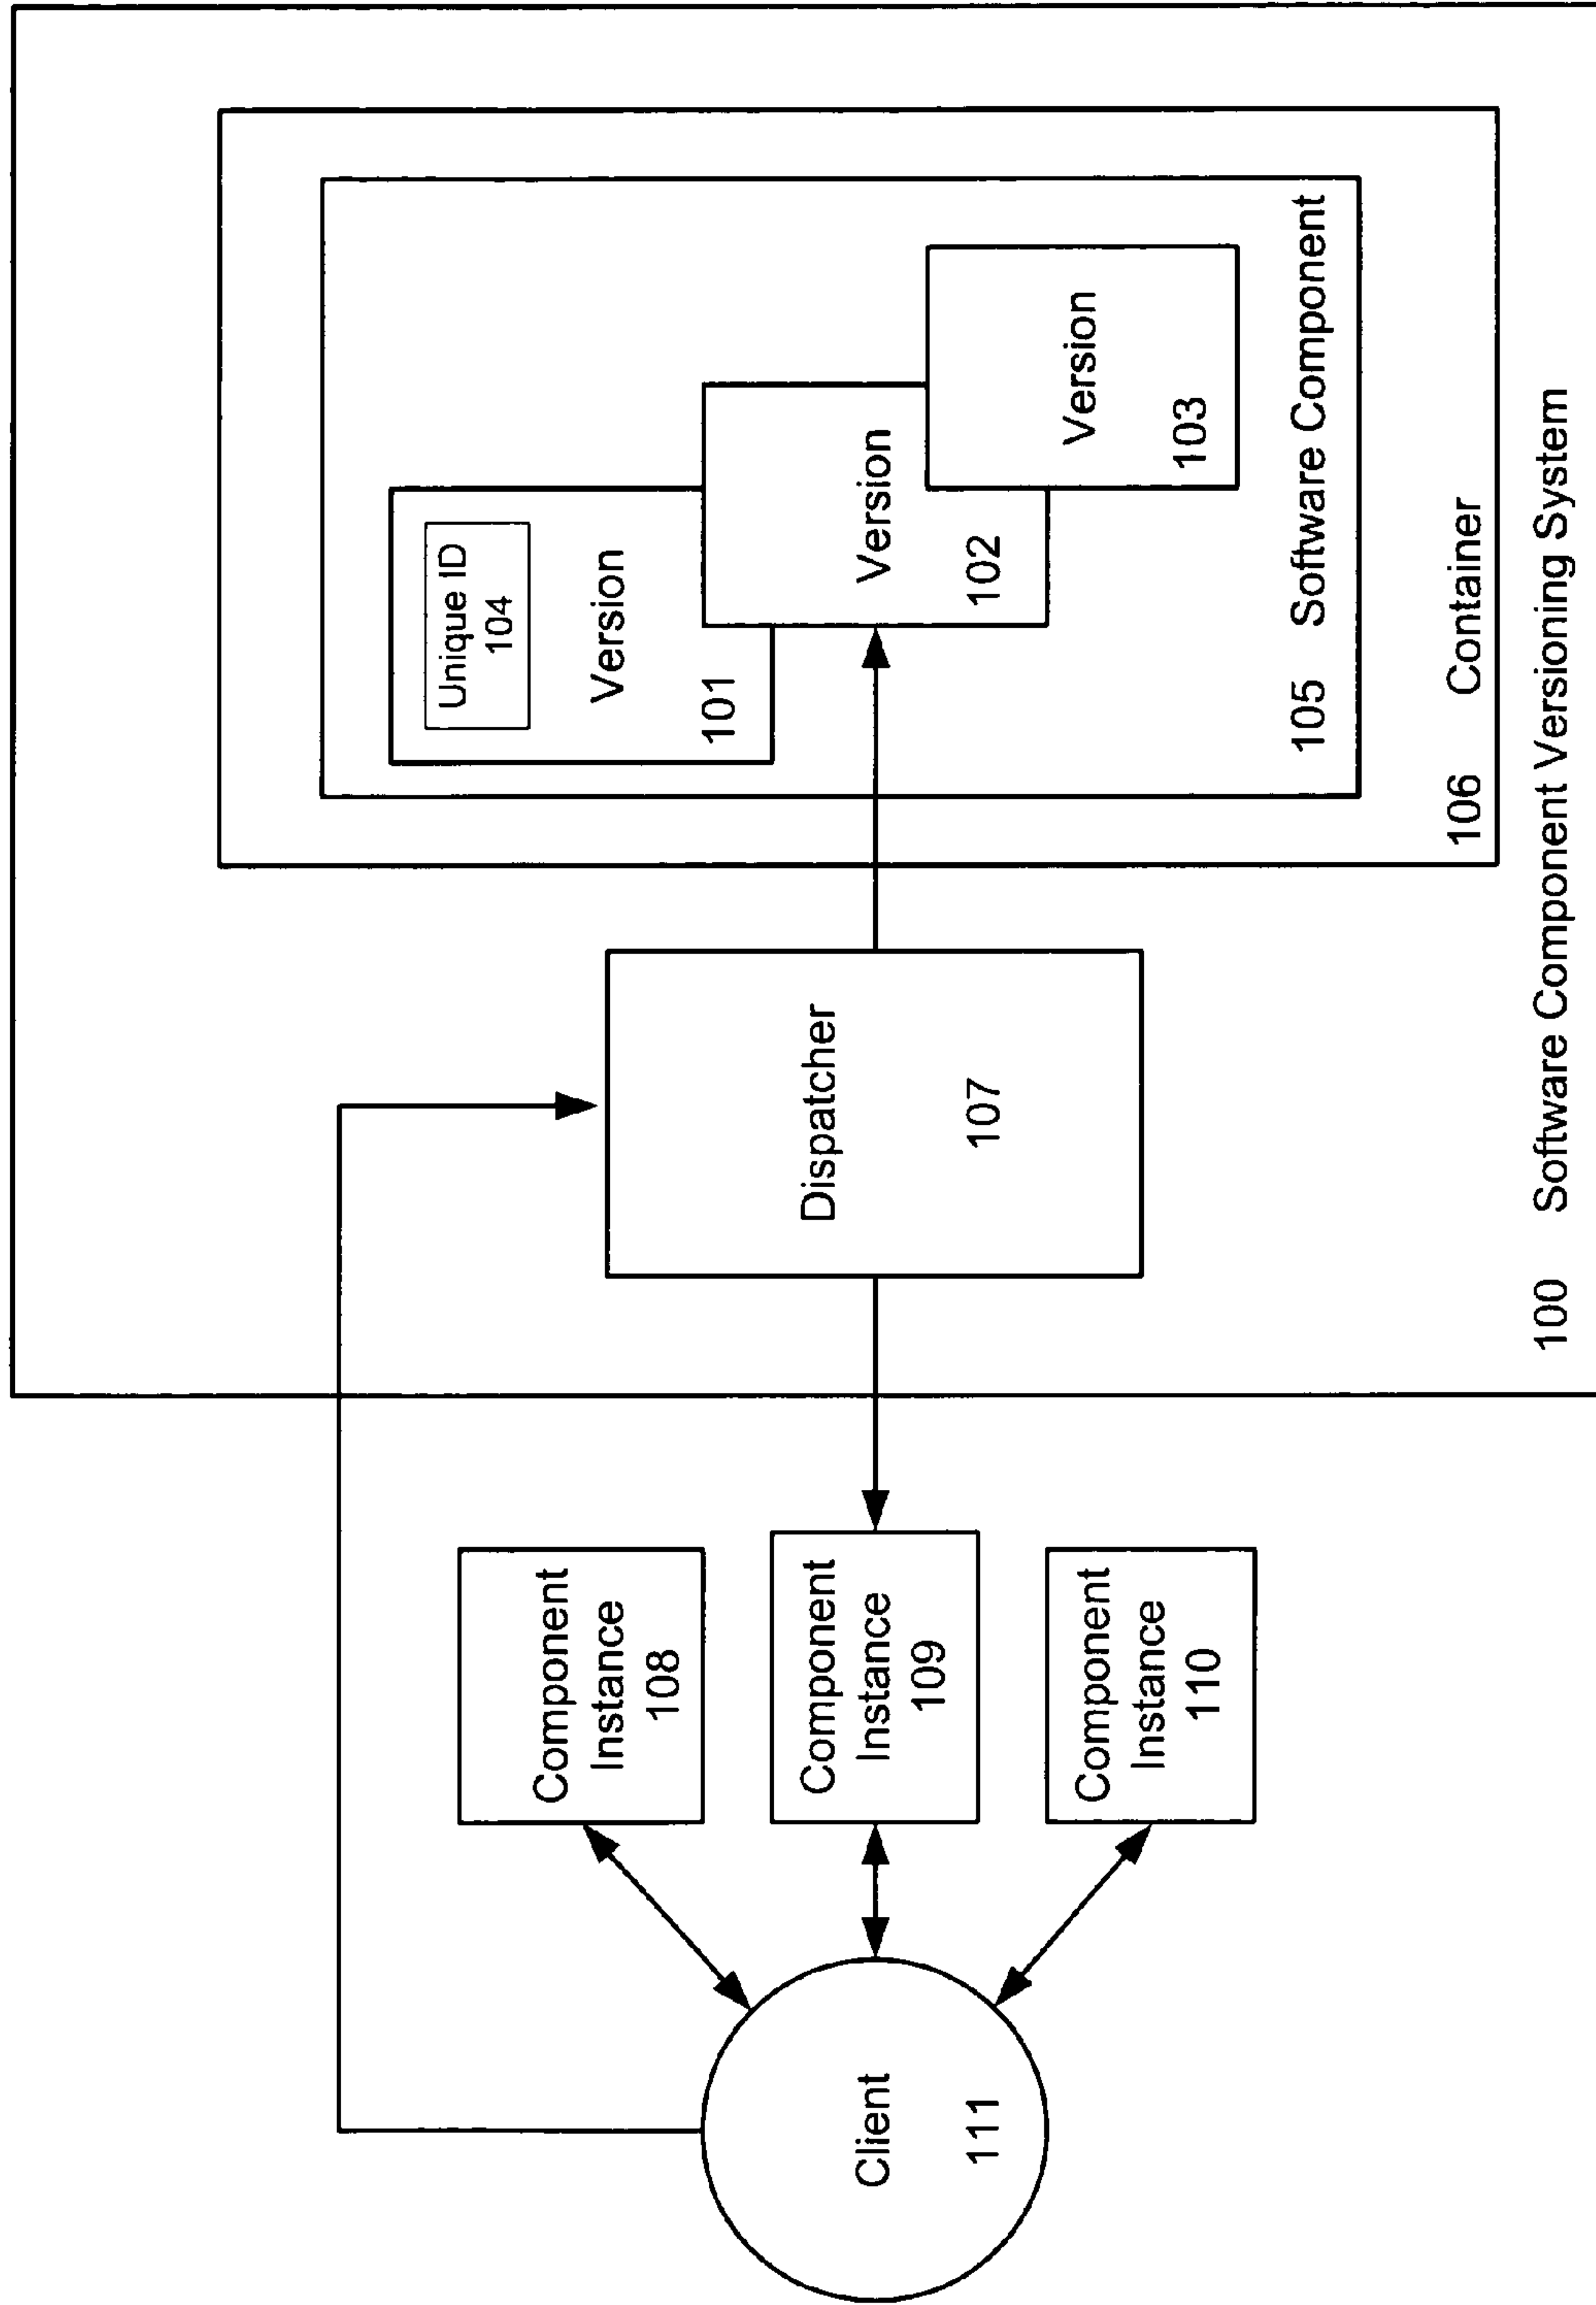 Client
111
Component
Instance
108
Component
Instance
109
Component
Instance
110
Dispatcher
107
Unique ID
104
Version
101
Version
102
Version
103
105 Software Component
106 Container
100 Software Component Versioning System